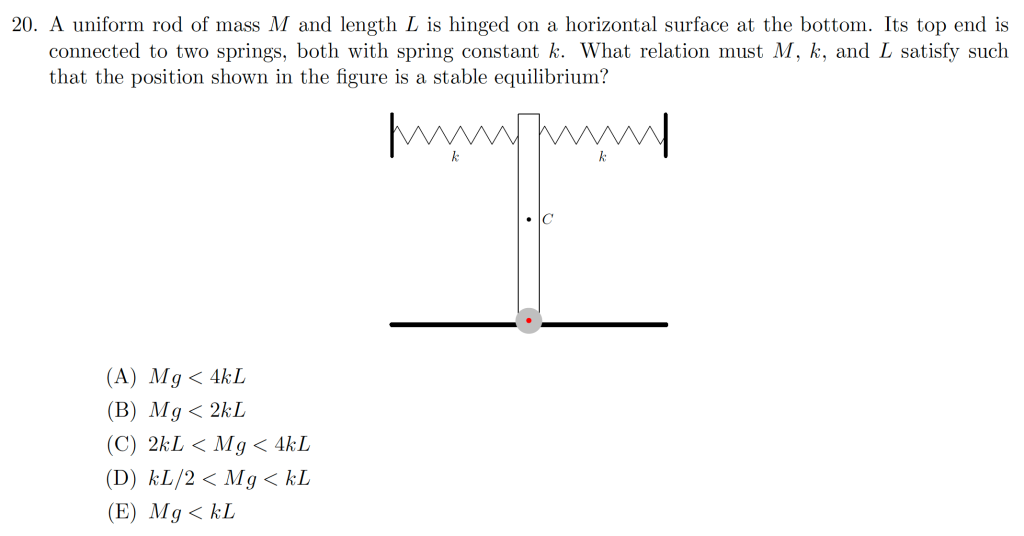 20. A uniform rod of mass M and length L is hinged on a horizontal surface at the bottom. Its top end is
connected to two springs, both with spring constant k. What relation must M, k, and L satisfy such
that the position shown in the figure is a stable equilibrium?
k k
C
(A) Mg < 4kL
(B) Mg < 2kL
(C) 2kL < Mg < 4kL
(D) kL/2 < Mg < kL
(E) Mg < kL